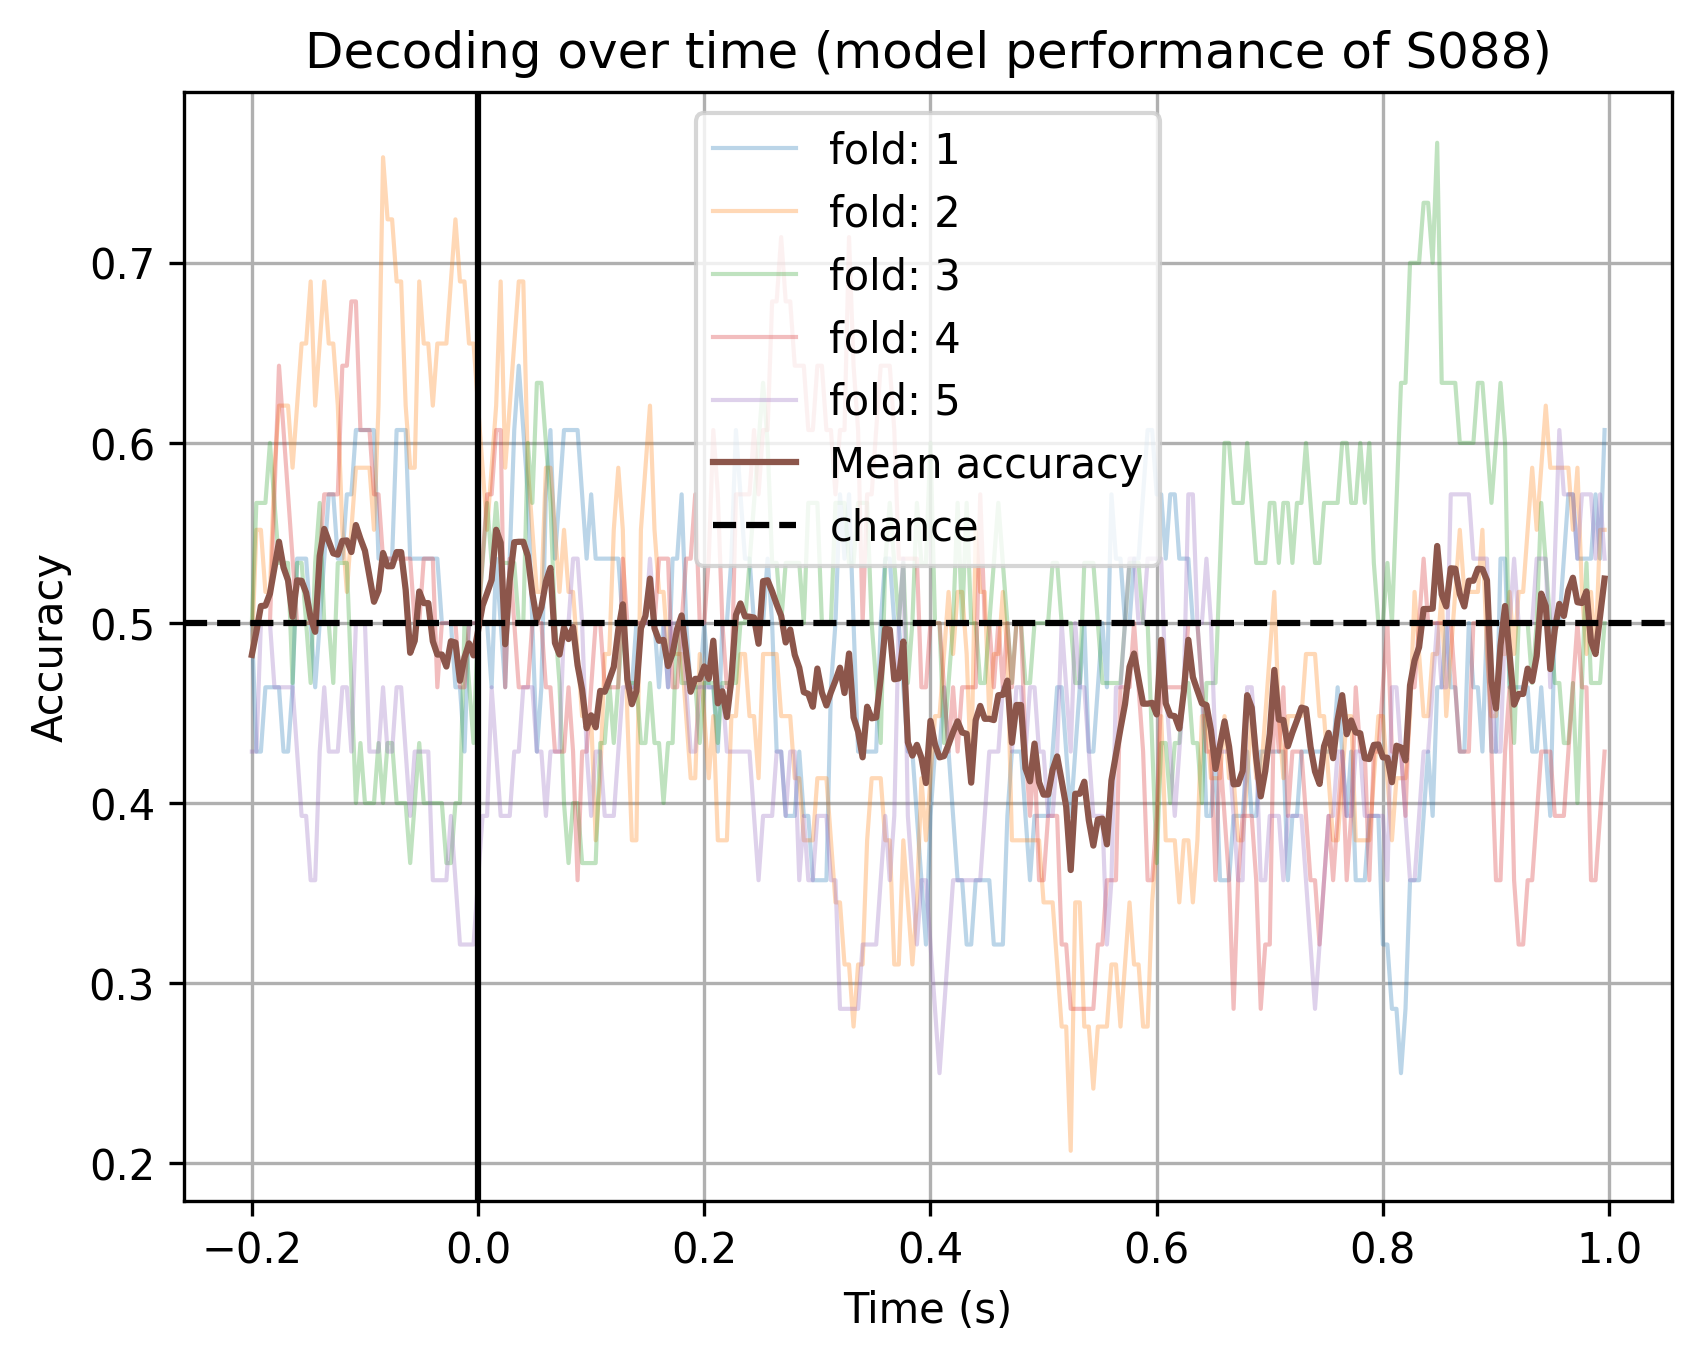 Decoding over time (model performance of S088)
fold: 1
fold: 2
fold: 3
fold: 4
fold: 5
Mean accuracy
chance
Accuracy
0.7
0.6
0.5
0.4
0.3
0.2
−0.2 0.0 0.2 0.4 0.6 0.8 1.0
Time (s)